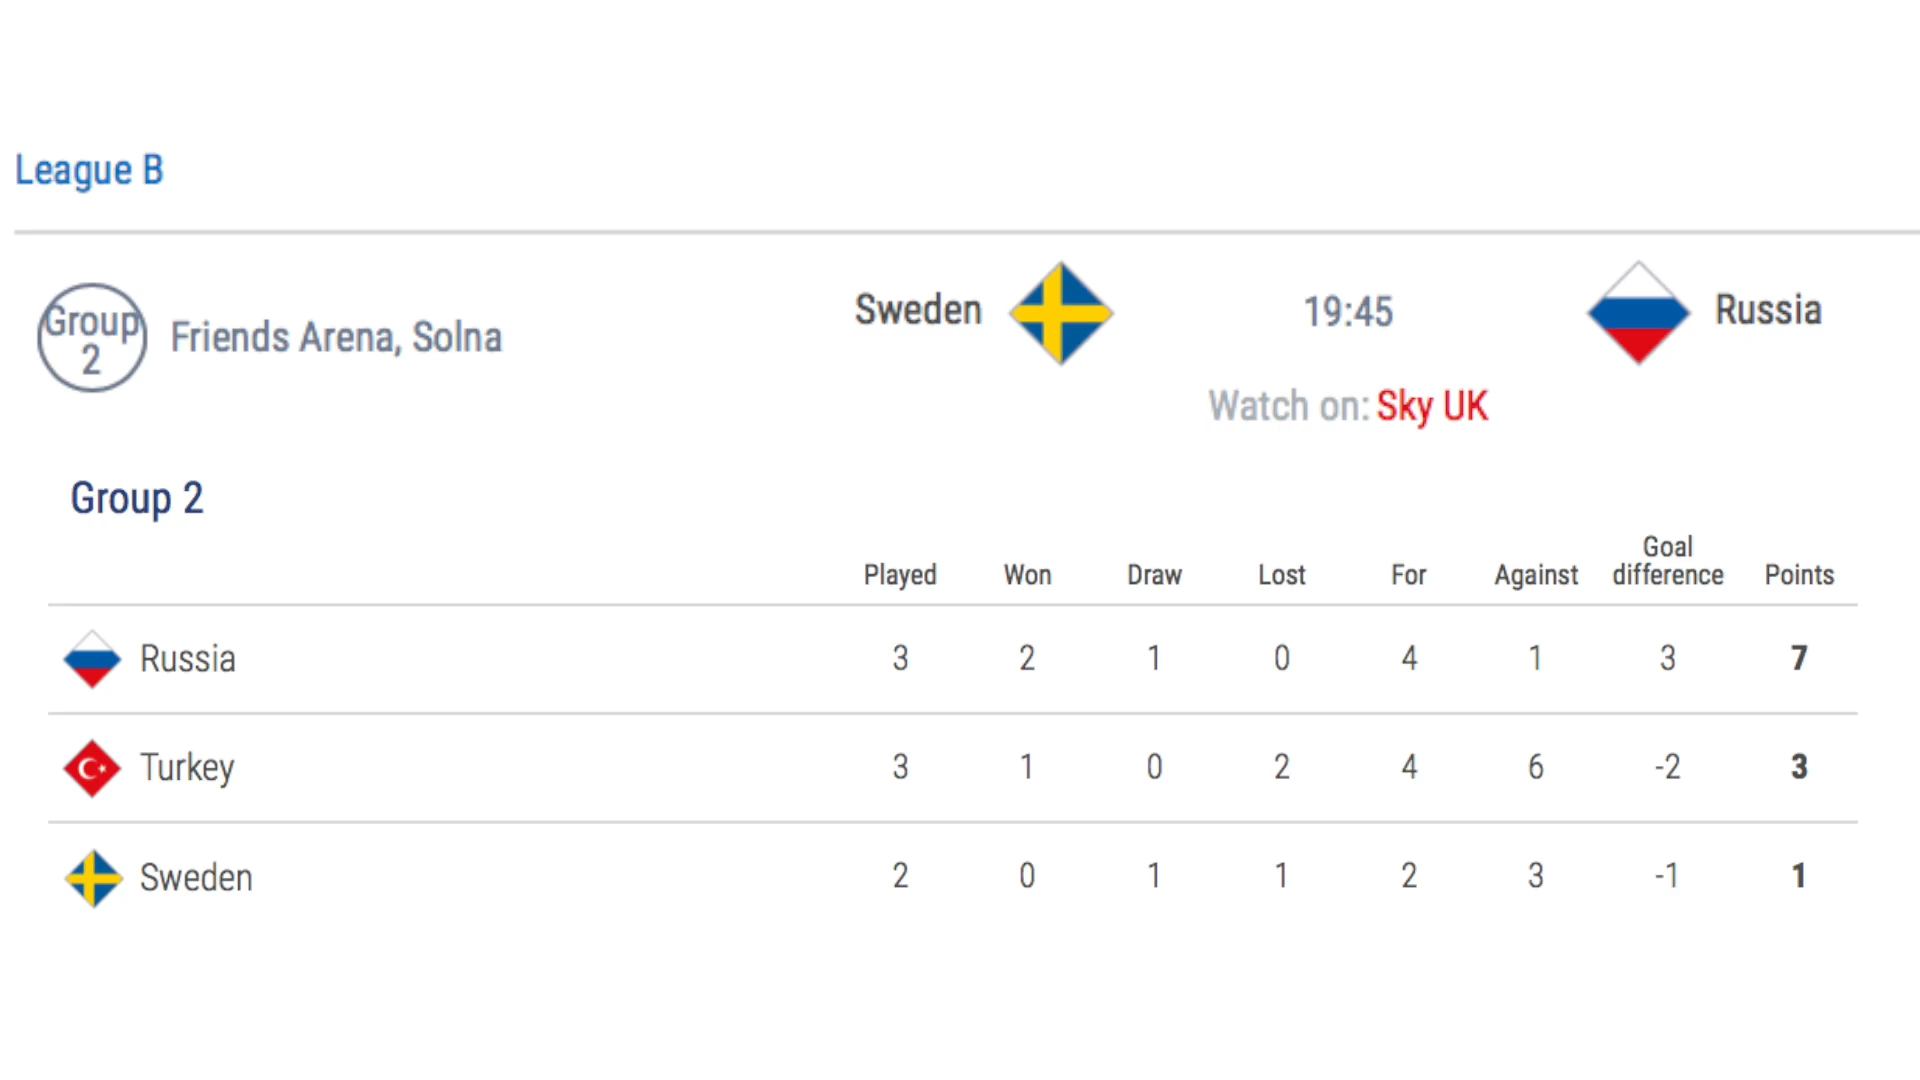 League B
Group
2
Friends Arena, Solna
Sweden 19:45 Russia
Watch on: Sky UK
Group 2
Played Won Draw Lost For Against Goal difference Points
Russia 3 2 1 0 4 1 3 7
Turkey 3 1 0 2 4 6 -2 3
Sweden 2 0 1 1 2 3 -1 1